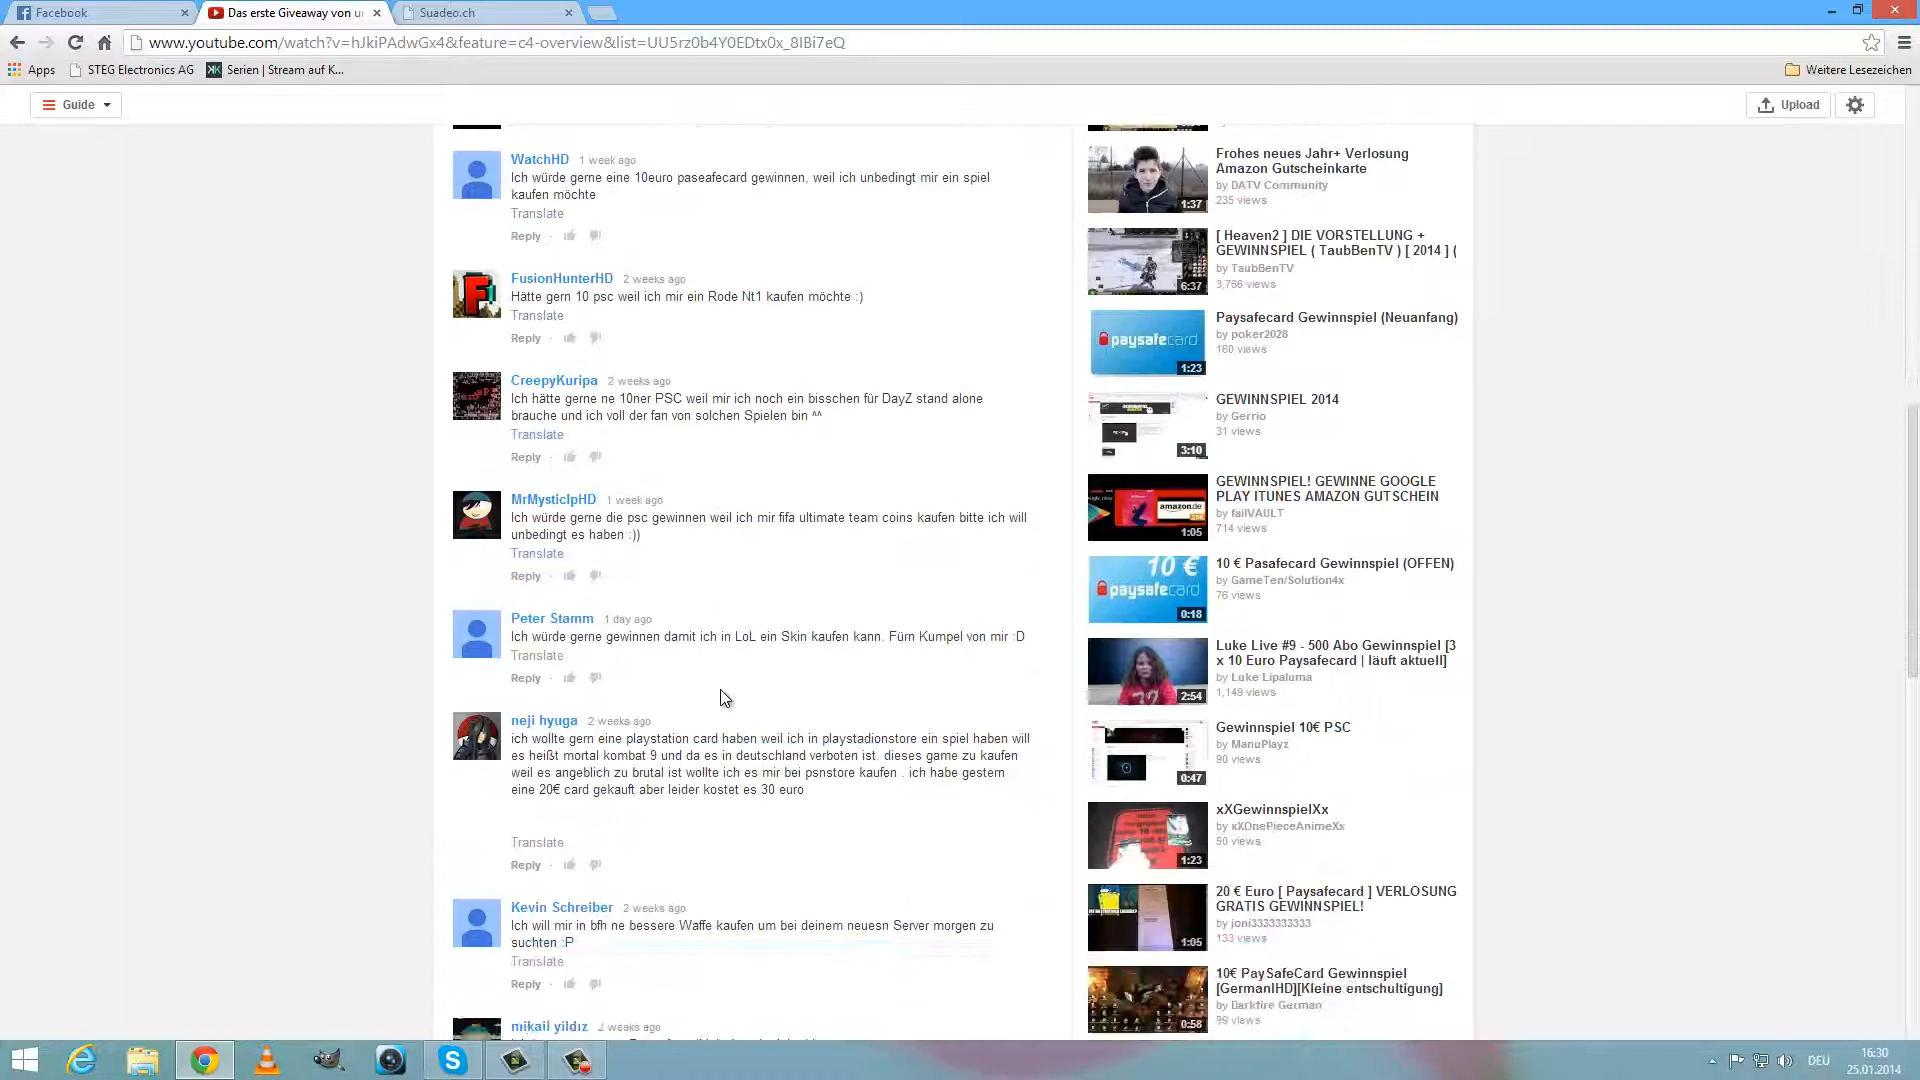 Facebook
Das erste Giveaway von u
Suadeo.ch
www.youtube.com/watch?v=hJkiPAdwGx4&feature=c4-overview&list=UU5rz0b4Y0EDtx0x_8IBi7eQ
Apps
STEG Electronics AG
Serien | Stream auf K...
Weitere Lesezeichen
Guide
Upload
WatchHD 1 week ago
Ich würde gerne eine 10euro paseafecard gewinnen, weil ich unbedingt mir ein spiel
kaufen möchte
Translate
Reply
FusionHunterHD 2 weeks ago
Hätte gern 10 psc weil ich mir ein Rode Nt1 kaufen möchte :)
Translate
Reply
CreepyKuripa 2 weeks ago
Ich hätte gerne ne 10ner PSC weil mir ich noch ein bisschen für DayZ stand alone
brauche und ich voll der fan von solchen Spielen bin ^^
Translate
Reply
MrMysticIpHD 1 week ago
Ich würde gerne die psc gewinnen weil ich mir fifa ultimate team coins kaufen bitte ich will
unbedingt es haben :))
Translate
Reply
Peter Stamm 1 day ago
Ich würde gerne gewinnen damit ich in LoL ein Skin kaufen kann. Fürn Kumpel von mir :D
Translate
Reply
neji hyuga 2 weeks ago
ich wollte gern eine playstation card haben weil ich in playstadionstore ein spiel haben will
es heißt mortal kombat 9 und da es in deutschland verboten ist. dieses game zu kaufen
weil es angeblich zu brutal ist wollte ich es mir bei psnstore kaufen . ich habe gestern
eine 20€ card gekauft aber leider kostet es 30 euro
Translate
Reply
Kevin Schreiber 2 weeks ago
Ich will mir in bfh ne bessere Waffe kaufen um bei deinem neuesn Server morgen zu
suchten :P
Translate
Reply
mikail yildız 2 weeks ago
1:37
Frohes neues Jahr+ Verlosung
Amazon Gutscheinkarte
by DATV Community
235 views
6:37
[ Heaven2 ] DIE VORSTELLUNG +
GEWINNSPIEL ( TaubBenTV ) [ 2014 ] (
by TaubBenTV
3,766 views
paysafecard
1:23
Paysafecard Gewinnspiel (Neuanfang)
by poker2028
160 views
3:10
GEWINNSPIEL 2014
by Gerrio
31 views
amazon.de
1:05
GEWINNSPIEL! GEWINNE GOOGLE
PLAY ITUNES AMAZON GUTSCHEIN
by failVAULT
714 views
10 €
paysafecard
0:18
10 € Pasafecard Gewinnspiel (OFFEN)
by GameTen/Solution4x
76 views
2:54
Luke Live #9 - 500 Abo Gewinnspiel [3
x 10 Euro Paysafecard | läuft aktuell]
by Luke Lipaluma
1,149 views
0:47
Gewinnspiel 10€ PSC
by ManuPlayz
90 views
1:23
xXGewinnspielXx
by xXOnePieceAnimeXx
50 views
1:05
20 € Euro [ Paysafecard ] VERLOSUNG
GRATIS GEWINNSPIEL!
by joni3333333333
133 views
0:58
10€ PaySafeCard Gewinnspiel
[German|HD][Kleine entschultigung]
by Darkfire German
99 views
DEU
16:30
25.01.2014